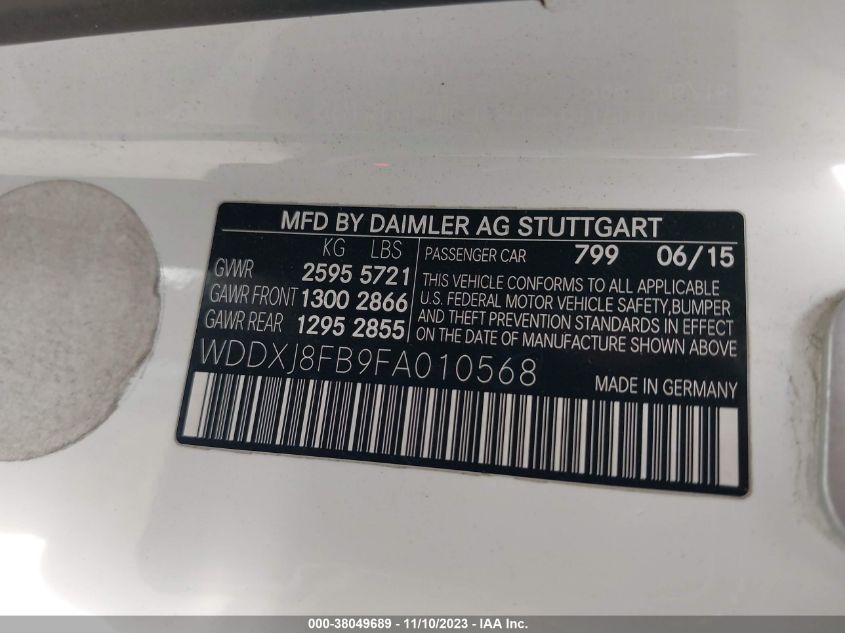 MFD BY DAIMLER AG STUTTGART
KG LBS
GVWR 2595 5721
GAWR FRONT 1300 2866
GAWR REAR 1295 2855
PASSENGER CAR 799 06/15
THIS VEHICLE CONFORMS TO ALL APPLICABLE
U.S. FEDERAL MOTOR VEHICLE SAFETY,BUMPER
AND THEFT PREVENTION STANDARDS IN EFFECT
ON THE DATE OF MANUFACTURE SHOWN ABOVE
WDDXJ8FB9FA010568
MADE IN GERMANY
000-38049689 - 11/10/2023 - IAA Inc.